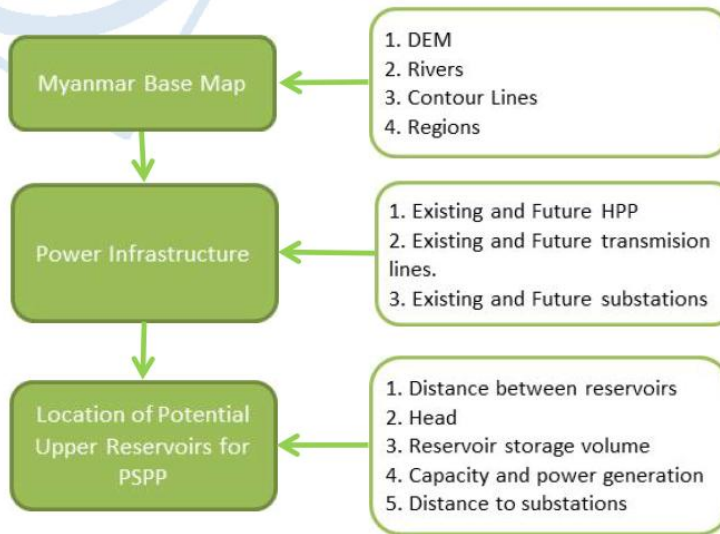 Myanmar Base Map
1. DEM
2. Rivers
3. Contour Lines
4. Regions
Power Infrastructure
1. Existing and Future HPP
2. Existing and Future transmision
lines.
3. Existing and Future substations
Location of Potential
Upper Reservoirs for
PSPP
1. Distance between reservoirs
2. Head
3. Reservoir storage volume
4. Capacity and power generation
5. Distance to substations